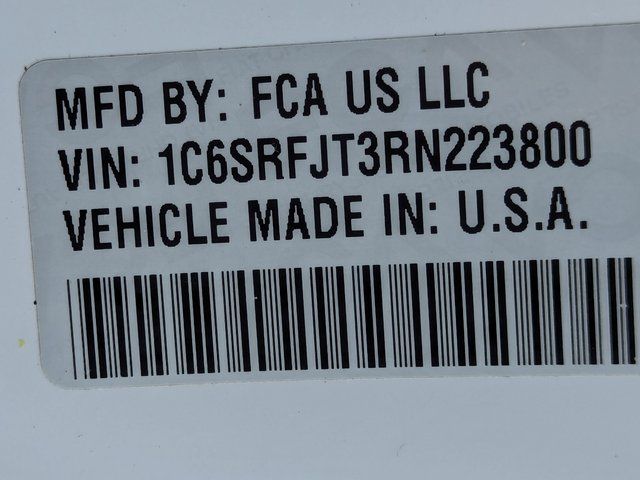 MFD BY: FCA US LLC
VIN: 1C6SRFJT3RN223800
VEHICLE MADE IN: U.S.A.